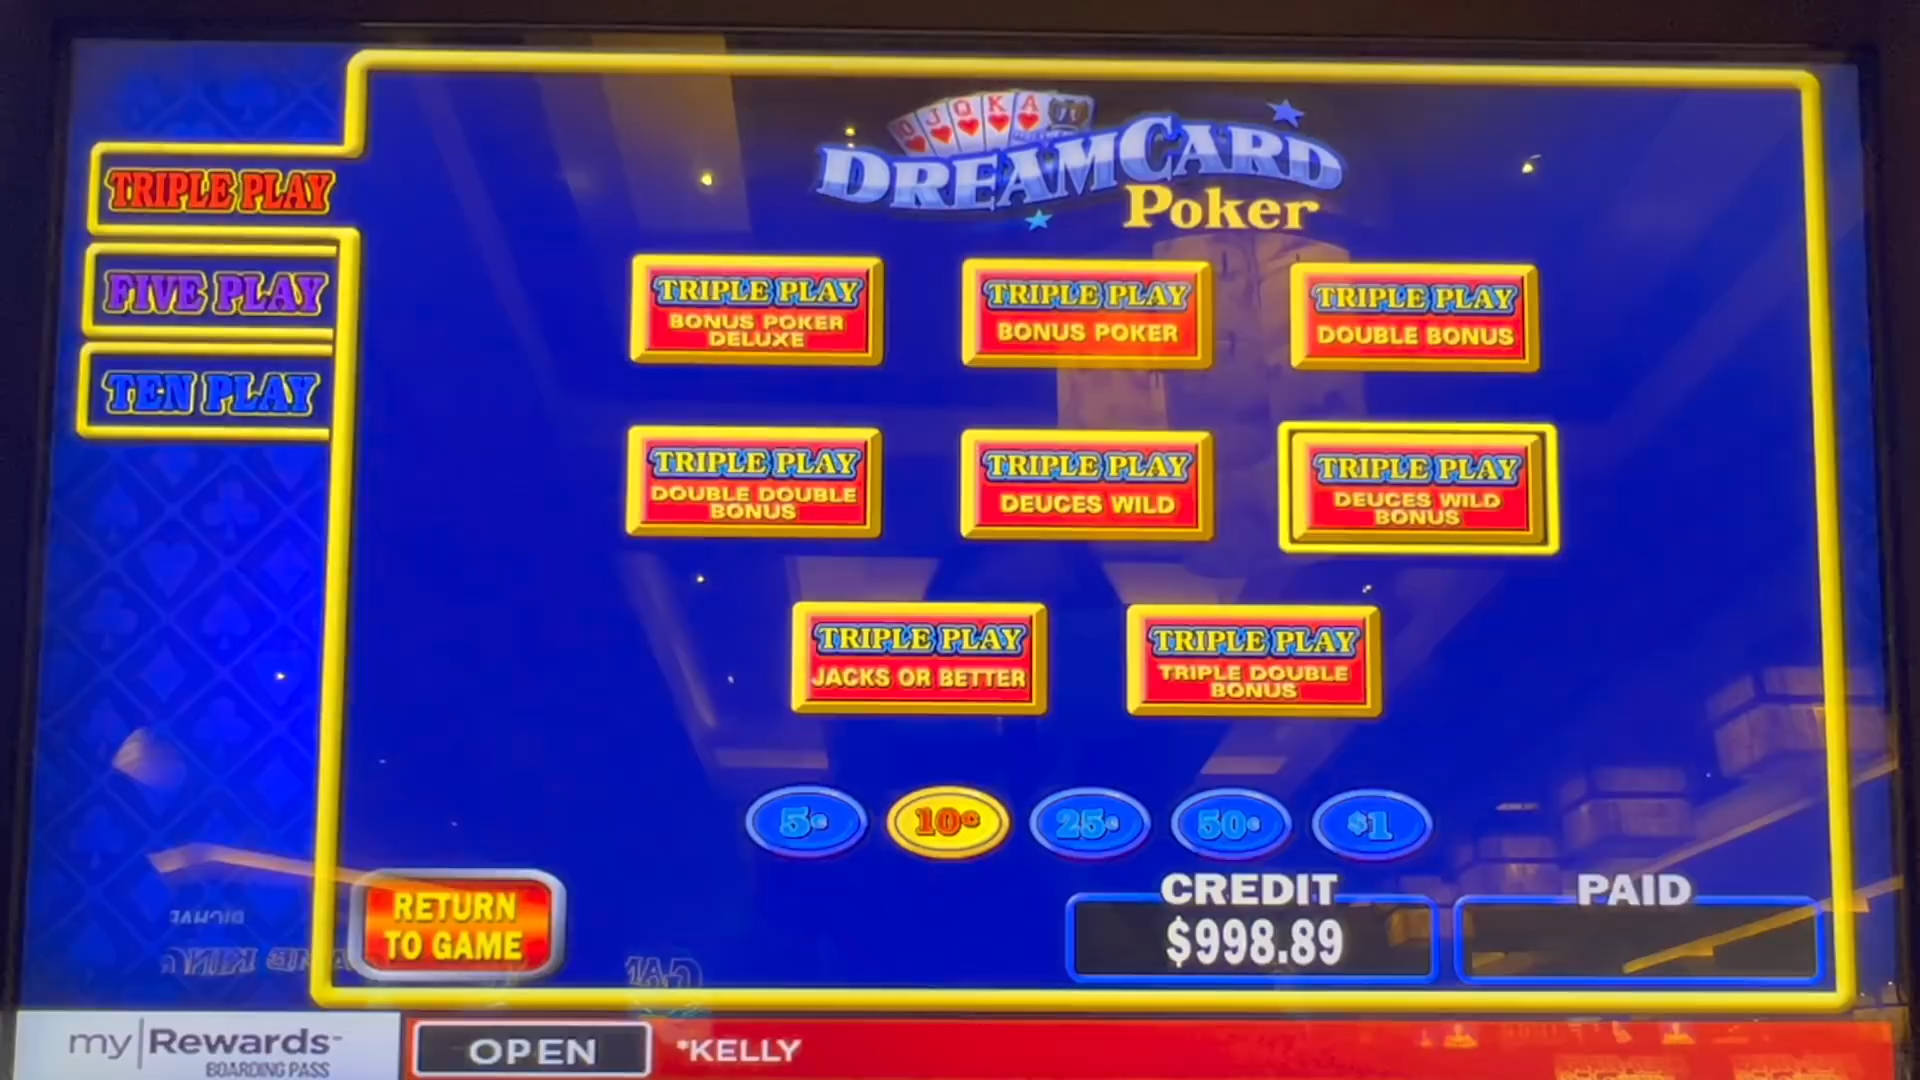 J Q K A
DREAMCARD
Poker
TRIPLE PLAY
FIVE PLAY
TEN PLAY
TRIPLE PLAY
BONUS POKER
DELUXE
TRIPLE PLAY
BONUS POKER
TRIPLE PLAY
DOUBLE BONUS
TRIPLE PLAY
DOUBLE DOUBLE
BONUS
TRIPLE PLAY
DEUCES WILD
TRIPLE PLAY
DEUCES WILD
BONUS
TRIPLE PLAY
JACKS OR BETTER
TRIPLE PLAY
TRIPLE DOUBLE
BONUS
5¢
10¢
25¢
50¢
$1
RETURN
TO GAME
CREDIT
$998.89
PAID
my|Rewards™
BOARDING PASS
OPEN
*KELLY